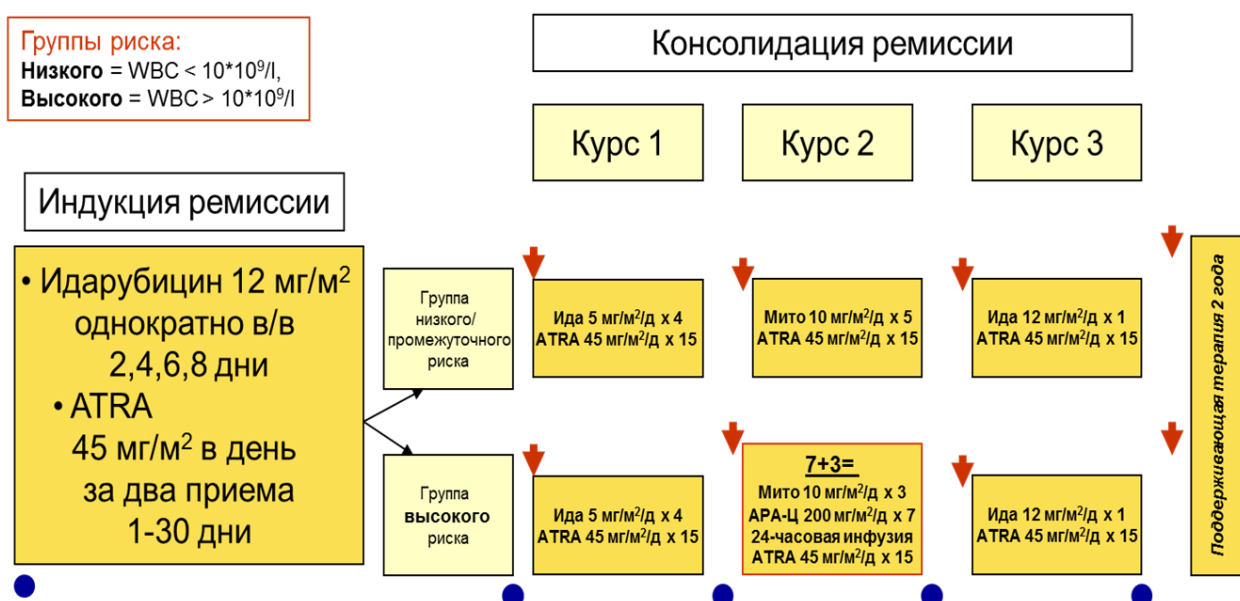 Группы риска:
Низкого = WBC < 10*10⁹/l,
Высокого = WBC > 10*10⁹/l
Консолидация ремиссии
Курс 1
Курс 2
Курс 3
Индукция ремиссии
• Идарубицин 12 мг/м²
однократно в/в
2,4,6,8 дни
• ATRA
45 мг/м² в день
за два приема
1-30 дни
Группа
низкого/
промежуточного
риска
Ида 5 мг/м²/д x 4
ATRA 45 мг/м²/д x 15
Мито 10 мг/м²/д x 5
ATRA 45 мг/м²/д x 15
Ида 12 мг/м²/д x 1
ATRA 45 мг/м²/д x 15
Группа
высокого
риска
Ида 5 мг/м²/д x 4
ATRA 45 мг/м²/д x 15
7+3=
Мито 10 мг/м²/д x 3
АРА-Ц 200 мг/м²/д x 7
24-часовая инфузия
ATRA 45 мг/м²/д x 15
Ида 12 мг/м²/д x 1
ATRA 45 мг/м²/д x 15
Поддерживающая терапия 2 года